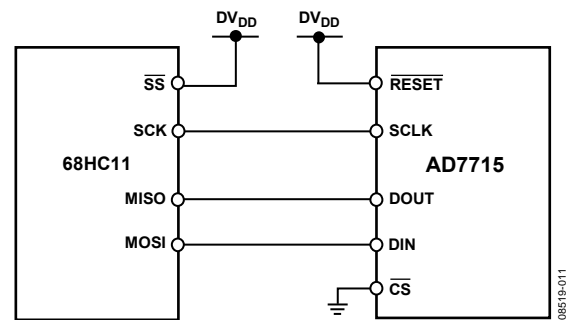 DVDD DVDD
SS RESET
SCK SCLK
68HC11 AD7715
MISO DOUT
MOSI DIN
CS
08519-011